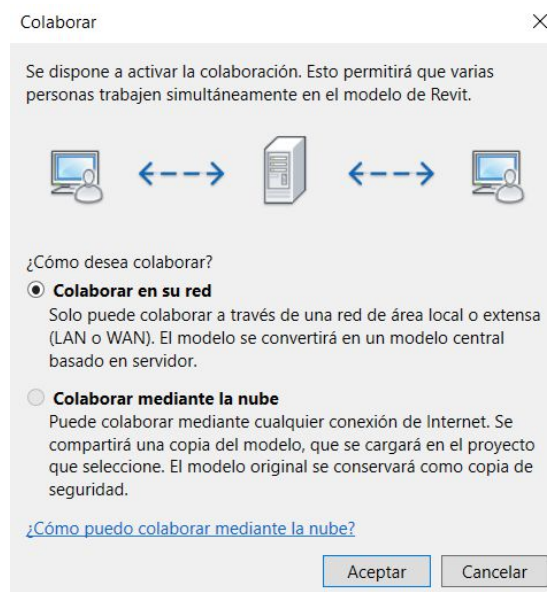 Colaborar
Se dispone a activar la colaboración. Esto permitirá que varias
personas trabajen simultáneamente en el modelo de Revit.
¿Cómo desea colaborar?
Colaborar en su red
Solo puede colaborar a través de una red de área local o extensa
(LAN o WAN). El modelo se convertirá en un modelo central
basado en servidor.
Colaborar mediante la nube
Puede colaborar mediante cualquier conexión de Internet. Se
compartirá una copia del modelo, que se cargará en el proyecto
que seleccione. El modelo original se conservará como copia de
seguridad.
¿Cómo puedo colaborar mediante la nube?
Aceptar Cancelar